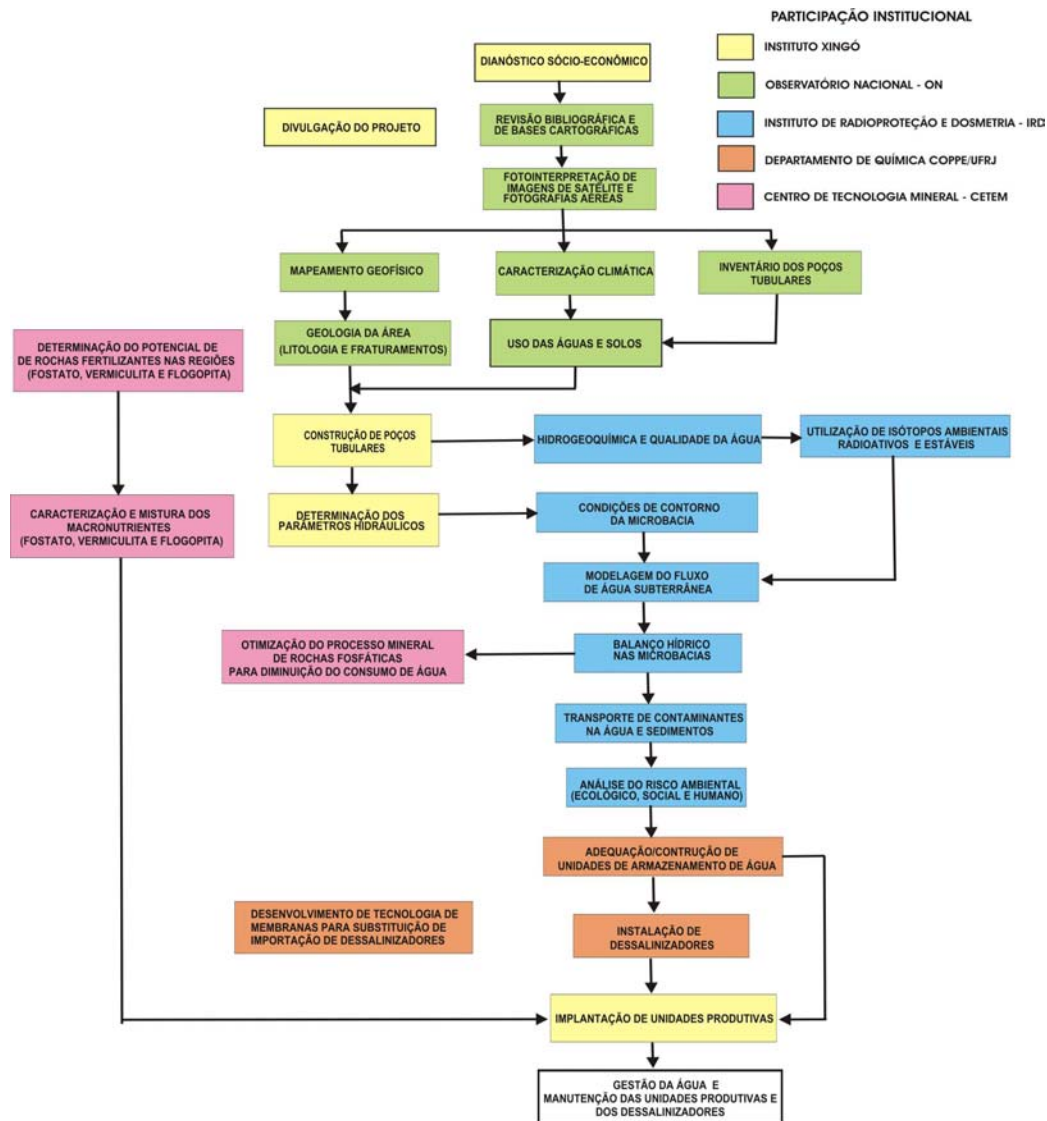 PARTICIPAÇÃO INSTITUCIONAL
INSTITUTO XINGÓ
OBSERVATÓRIO NACIONAL - ON
INSTITUTO DE RADIOPROTEÇÃO E DOSMETRIA - IRD
DEPARTAMENTO DE QUÍMICA COPPE/UFRJ
CENTRO DE TECNOLOGIA MINERAL - CETEM
DIANÓSTICO SÓCIO-ECONÔMICO
DIVULGAÇÃO DO PROJETO
REVISÃO BIBLIOGRÁFICA E
DE BASES CARTOGRÁFICAS
FOTOINTERPRETAÇÃO DE
IMAGENS DE SATÉLITE E
FOTOGRAFIAS AÉREAS
MAPEAMENTO GEOFÍSICO
CARACTERIZAÇÃO CLIMÁTICA
INVENTÁRIO DOS POÇOS
TUBULARES
GEOLOGIA DA ÁREA
(LITOLOGIA E FRATURAMENTOS)
USO DAS ÁGUAS E SOLOS
DETERMINAÇÃO DO POTENCIAL DE
DE ROCHAS FERTILIZANTES NAS REGIÕES
(FOSTATO, VERMICULITA E FLOGOPITA)
CONSTRUÇÃO DE POÇOS
TUBULARES
HIDROGEOQUÍMICA E QUALIDADE DA ÁGUA
UTILIZAÇÃO DE ISÓTOPOS AMBIENTAIS
RADIOATIVOS E ESTÁVEIS
CARACTERIZAÇÃO E MISTURA DOS
MACRONUTRIENTES
(FOSTATO, VERMICULITA E FLOGOPITA)
DETERMINAÇÃO DOS
PARÂMETROS HIDRÁULICOS
CONDIÇÕES DE CONTORNO
DA MICROBACIA
MODELAGEM DO FLUXO
DE ÁGUA SUBTERRÂNEA
OTIMIZAÇÃO DO PROCESSO MINERAL
DE ROCHAS FOSFÁTICAS
PARA DIMINUIÇÃO DO CONSUMO DE ÁGUA
BALANÇO HÍDRICO
NAS MICROBACIAS
TRANSPORTE DE CONTAMINANTES
NA ÁGUA E SEDIMENTOS
ANÁLISE DO RISCO AMBIENTAL
(ECOLÓGICO, SOCIAL E HUMANO)
ADEQUAÇÃO/CONTRUÇÃO DE
UNIDADES DE ARMAZENAMENTO DE ÁGUA
DESENVOLVIMENTO DE TECNOLOGIA DE
MEMBRANAS PARA SUBSTITUIÇÃO DE
IMPORTAÇÃO DE DESSALINIZADORES
INSTALAÇÃO DE
DESSALINIZADORES
IMPLANTAÇÃO DE UNIDADES PRODUTIVAS
GESTÃO DA ÁGUA E
MANUTENÇÃO DAS UNIDADES PRODUTIVAS E
DOS DESSALINIZADORES